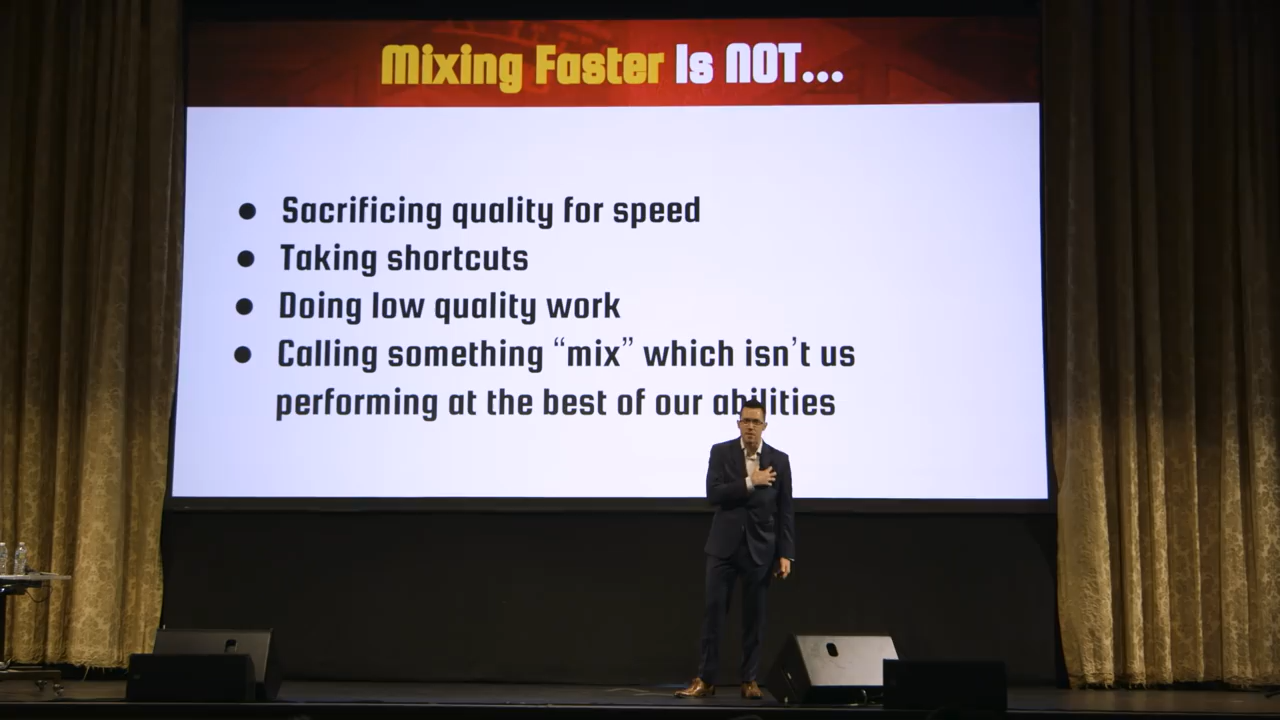 Mixing Faster Is NOT...
● Sacrificing quality for speed
● Taking shortcuts
● Doing low quality work
● Calling something “mix” which isn’t us
performing at the best of our abilities